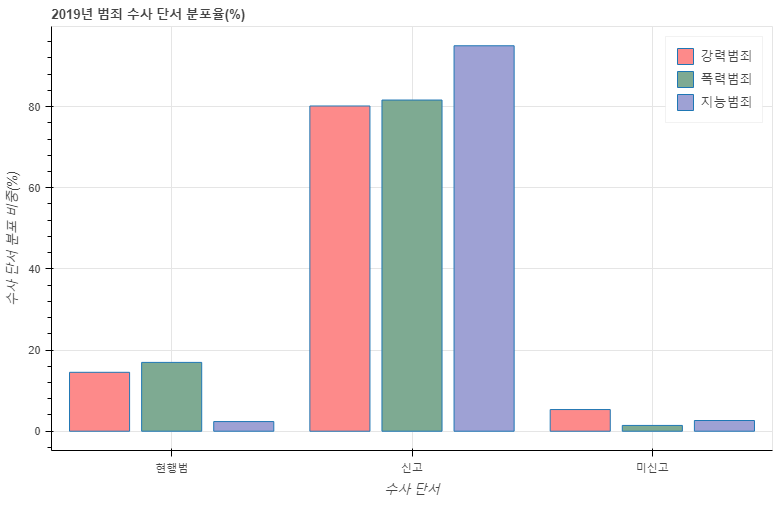 2019년 범죄 수사 단서 분포율(%)
강력범죄
폭력범죄
지능범죄
수사 단서 분포 비중(%)
80
60
40
20
0
현행범
신고
미신고
수사 단서